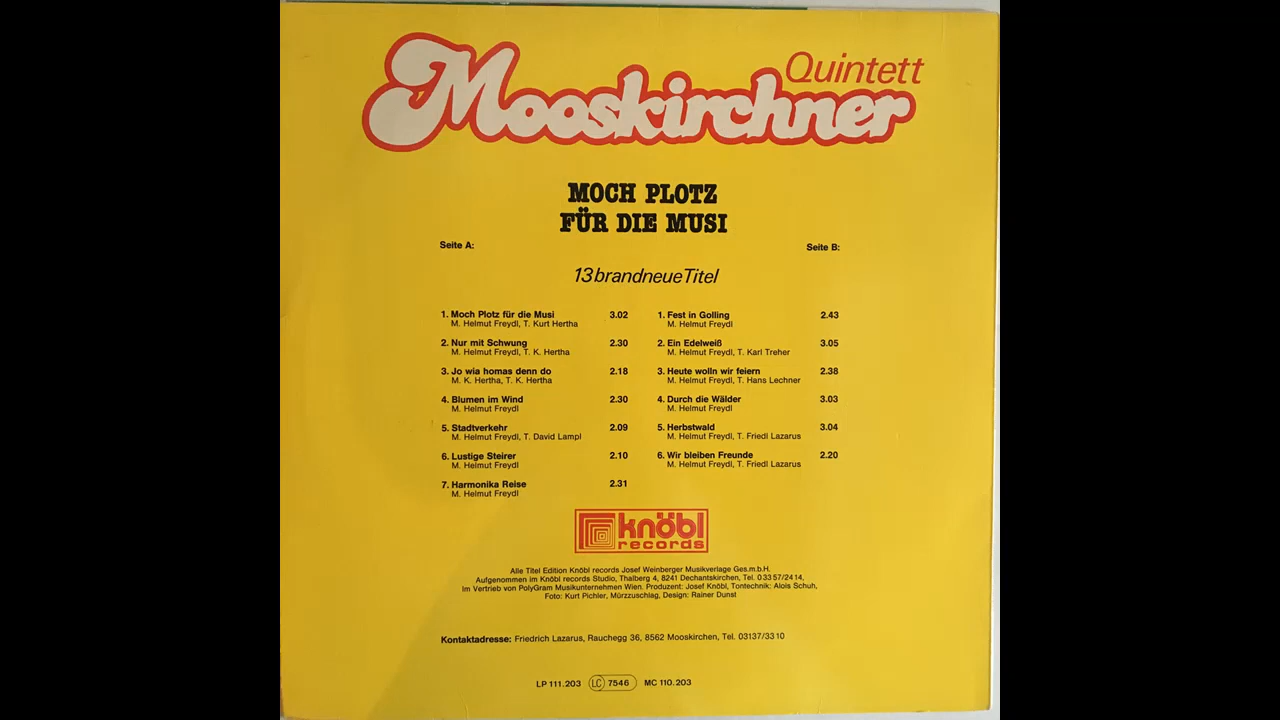 Mooskirchner Quintett
MOCH PLOTZ
FÜR DIE MUSI
Seite A:
Seite B:
13 brandneue Titel
1. Moch Plotz für die Musi 3.02
M. Helmut Freydl, T. Kurt Hertha
2. Nur mit Schwung 2.30
M. Helmut Freydl, T. K. Hertha
3. Jo wia homas denn do 2.18
M. K. Hertha, T. K. Hertha
4. Blumen im Wind 2.30
M. Helmut Freydl
5. Stadtverkehr 2.09
M. Helmut Freydl, T. David Lampl
6. Lustige Steirer 2.10
M. Helmut Freydl
7. Harmonika Reise 2.31
M. Helmut Freydl
1. Fest in Golling 2.43
M. Helmut Freydl
2. Ein Edelweiß 3.05
M. Helmut Freydl, T. Karl Treher
3. Heute wolln wir feiern 2.38
M. Helmut Freydl, T. Hans Lechner
4. Durch die Wälder 3.03
M. Helmut Freydl
5. Herbstwald 3.04
M. Helmut Freydl, T. Friedl Lazarus
6. Wir bleiben Freunde 2.20
M. Helmut Freydl, T. Friedl Lazarus
knöbl
records
Alle Titel Edition Knöbl records Josef Weinberger Musikverlage Ges.m.b.H.
Aufgenommen im Knöbl records Studio, Thalberg 4, 8241 Dechantskirchen, Tel. 0 33 57/24 14,
Im Vertrieb von PolyGram Musikunternehmen Wien. Produzent: Josef Knöbl, Tontechnik: Alois Schuh,
Foto: Kurt Pichler, Mürzzuschlag, Design: Rainer Dunst
Kontaktadresse: Friedrich Lazarus, Rauchegg 36, 8562 Mooskirchen, Tel. 03137/33 10
LP 111.203 LC 7546 MC 110.203